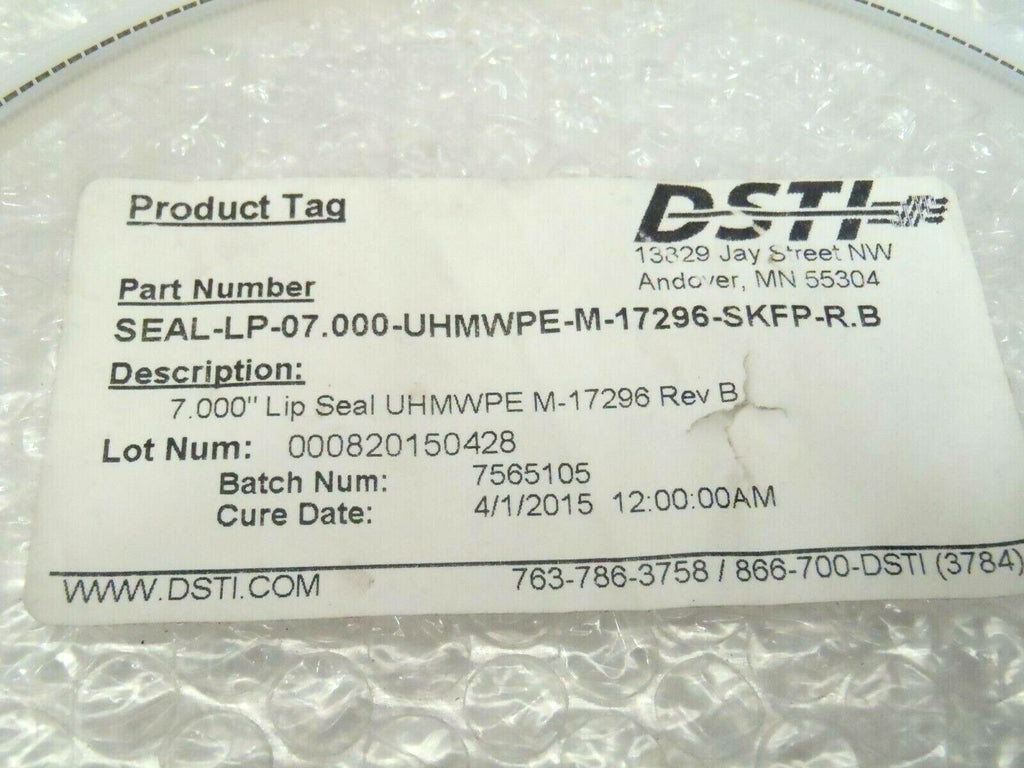 Product Tag
DSTI
13829 Jay Street NW
Andover, MN 55304
Part Number
SEAL-LP-07.000-UHMWPE-M-17296-SKFP-R.B
Description:
7.000" Lip Seal UHMWPE M-17296 Rev B
Lot Num: 000820150428
Batch Num: 7565105
Cure Date: 4/1/2015 12:00:00AM
WWW.DSTI.COM 763-786-3758 / 866-700-DSTI (3784)